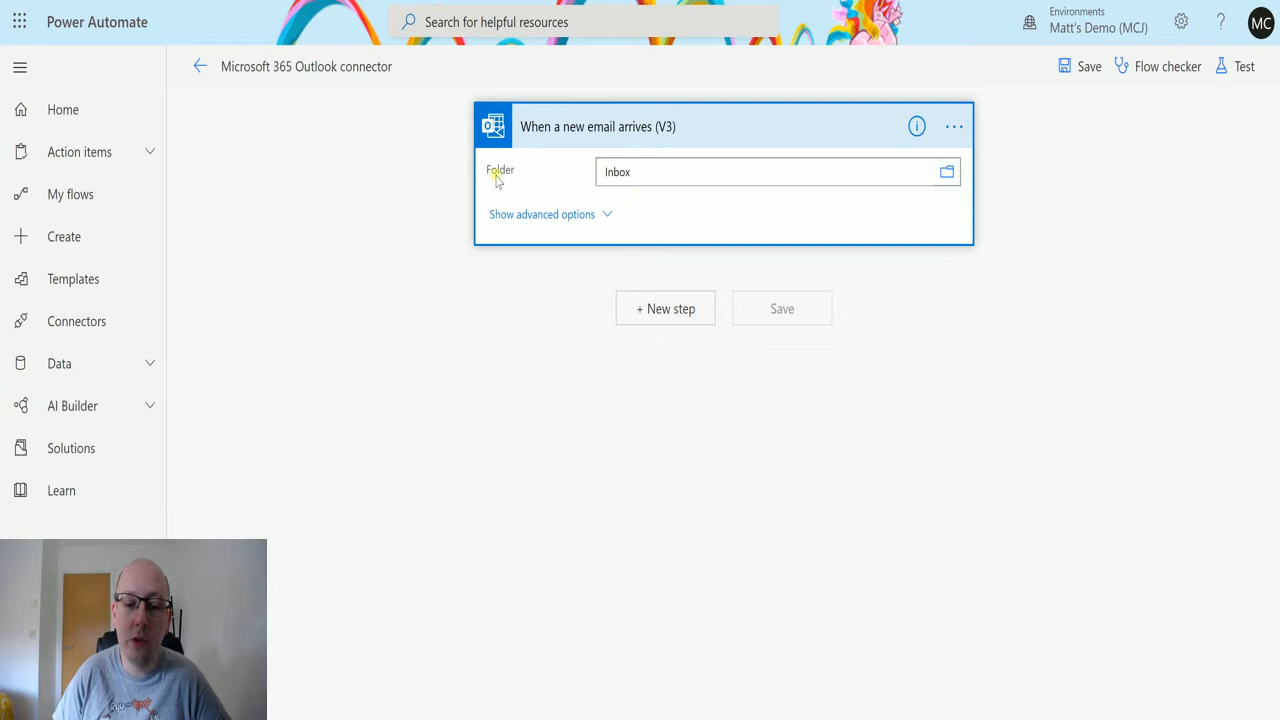 Power Automate
Search for helpful resources
Environments
Matt's Demo (MCJ)
?
MC
Microsoft 365 Outlook connector
Save
Flow checker
Test
Home
Action items
My flows
Create
Templates
Connectors
Data
AI Builder
Solutions
Learn
When a new email arrives (V3)
Folder
Inbox
Show advanced options
+ New step
Save